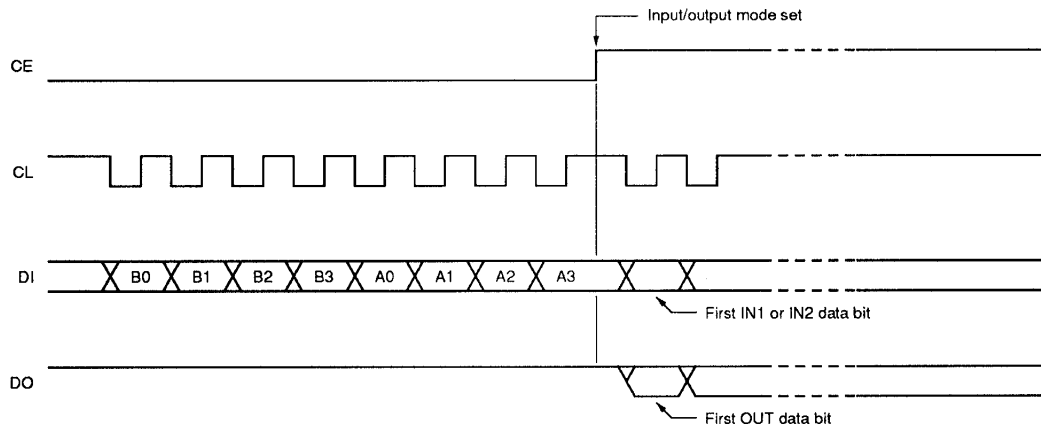 Input/output mode set
CE
CL
DI B0 B1 B2 B3 A0 A1 A2 A3
First IN1 or IN2 data bit
DO
First OUT data bit